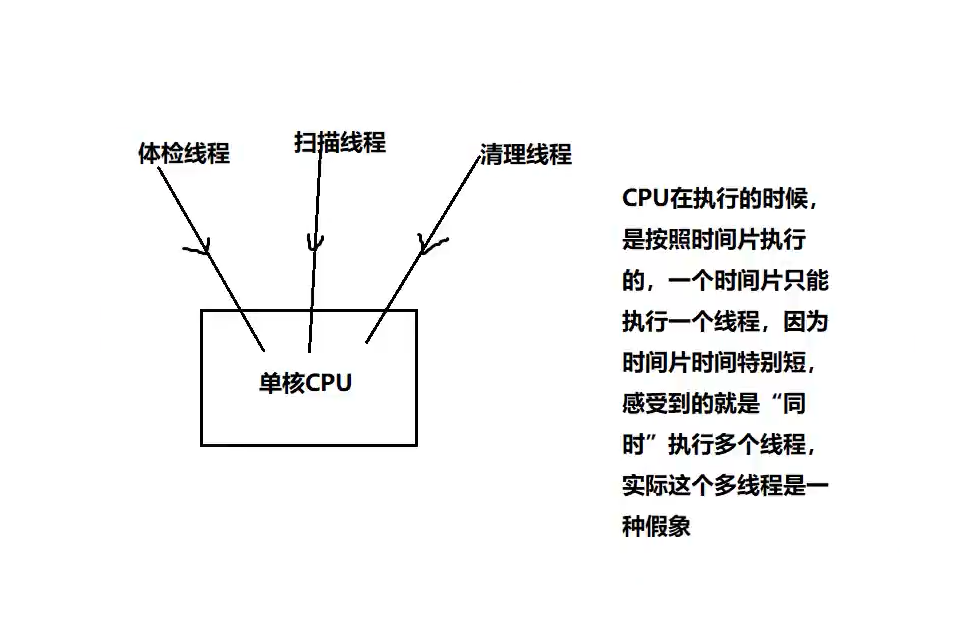 体检线程
扫描线程
清理线程
单核CPU
CPU在执行的时候,
是按照时间片执行
的，一个时间片只能
执行一个线程，因为
时间片时间特别短，
感受到的就是“同
时”执行多个线程，
实际这个多线程是一
种假象